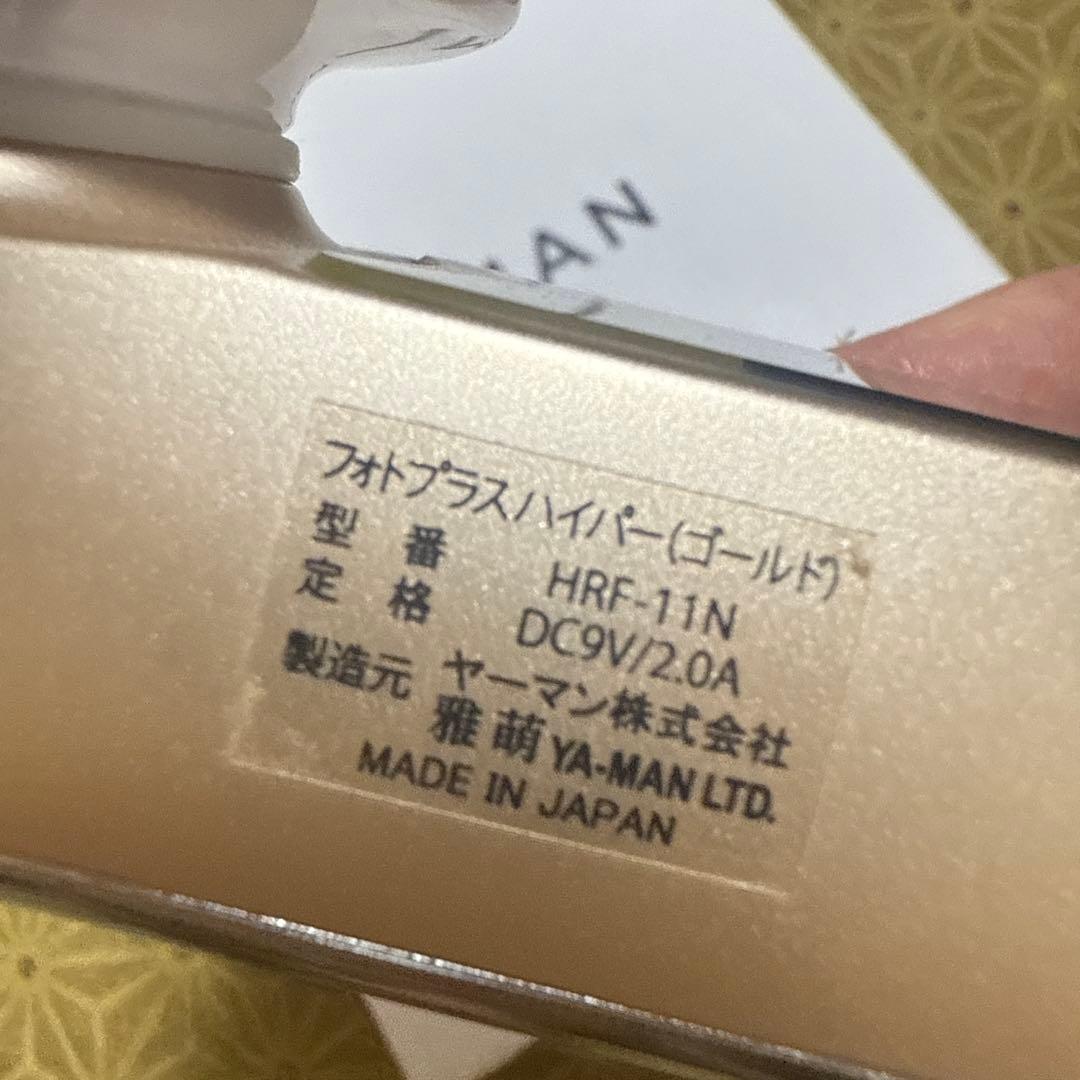 MAN
フォトプラスハイパー(ゴールド)
型 番 HRF-11N
定 格 DC9V/2.0A
製造元 ヤーマン株式会社
雅 萌 YA-MAN LTD.
MADE IN JAPAN